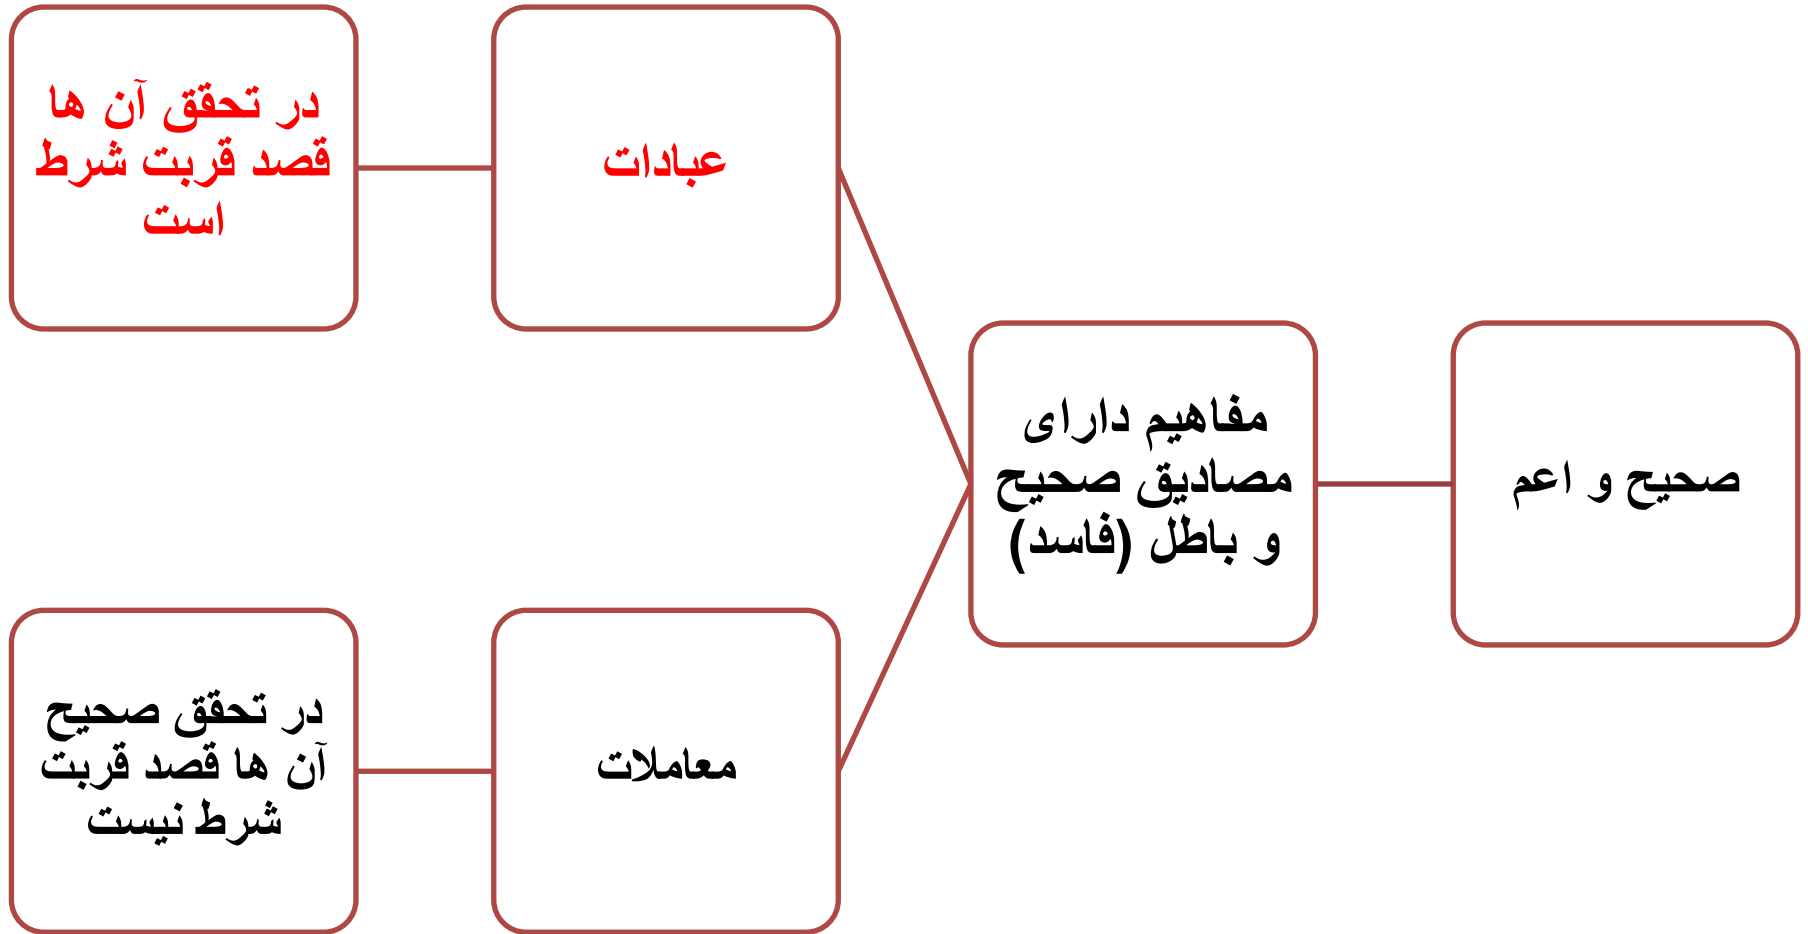 صحیح و اعم
مفاهیم دارای
مصادیق صحیح
و باطل (فاسد)
عبادات
در تحقق آن ها
قصد قربت شرط
است
معاملات
در تحقق صحیح
آن ها قصد قربت
شرط نیست